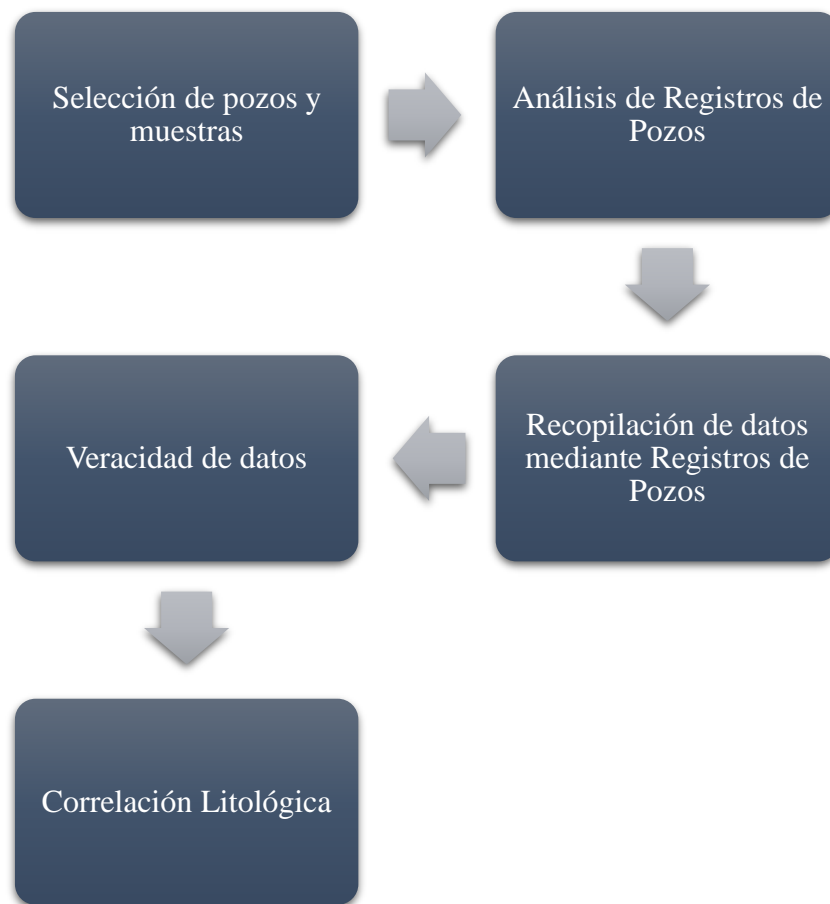 Selección de pozos y
muestras
Análisis de Registros de
Pozos
Recopilación de datos
mediante Registros de
Pozos
Veracidad de datos
Correlación Litológica